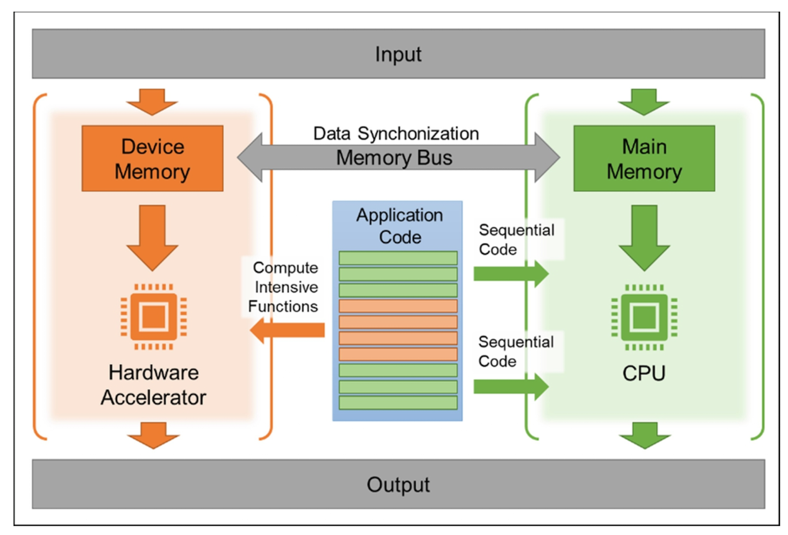 Input
Device
Memory
Data Synchonization
Memory Bus
Main
Memory
Application
Code
Sequential
Code
Compute
Intensive
Functions
Sequential
Code
Hardware
Accelerator
CPU
Output